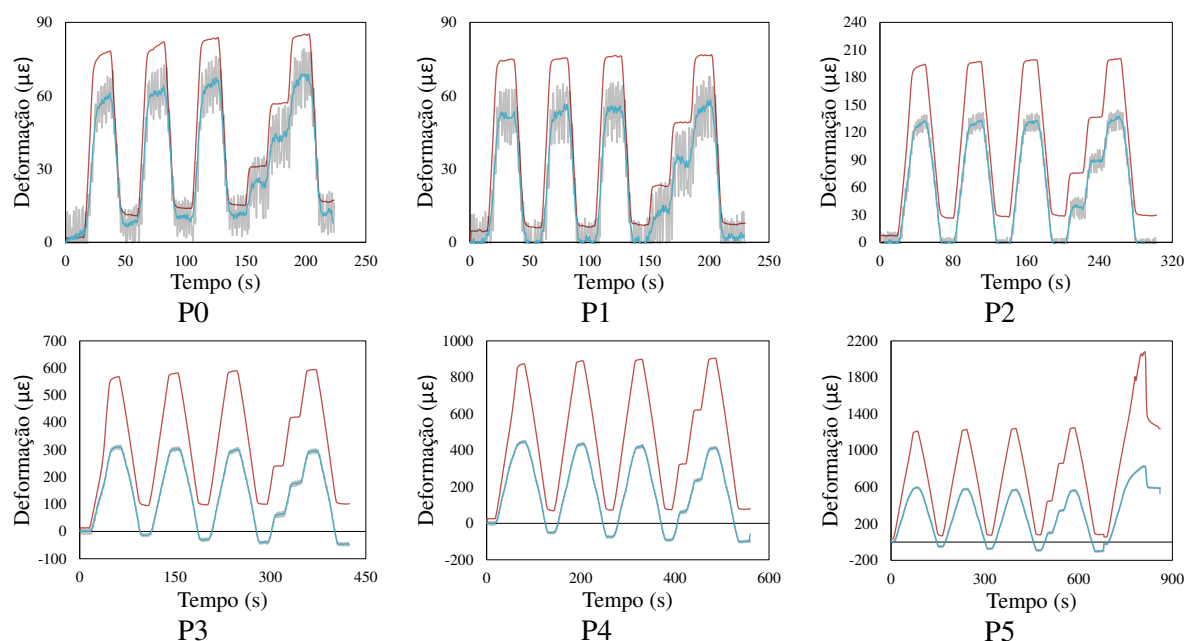 Deformação (µε)
90
60
30
0
0 50 100 150 200 250
Tempo (s)
P0
Deformação (µε)
90
60
30
0
0 50 100 150 200 250
Tempo (s)
P1
Deformação (µε)
240
210
180
150
120
90
60
30
0
0 80 160 240 320
Tempo (s)
P2
Deformação (µε)
700
600
500
400
300
200
100
0
-100
0 150 300 450
Tempo (s)
P3
Deformação (µε)
1000
800
600
400
200
0
-200
0 200 400 600
Tempo (s)
P4
Deformação (µε)
2200
1800
1400
1000
600
200
-200
0 300 600 900
Tempo (s)
P5